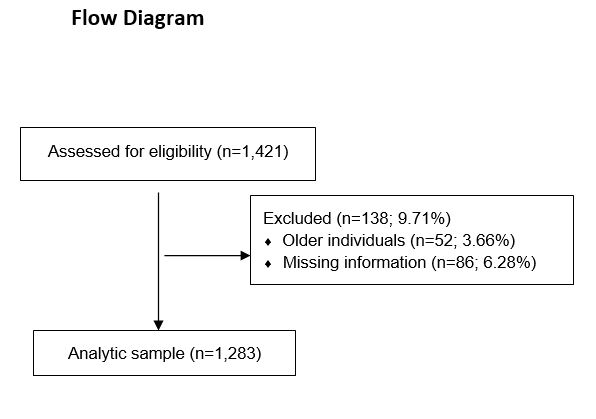 Flow Diagram
Assessed for eligibility (n=1,421)
Excluded (n=138; 9.71%)
♦ Older individuals (n=52; 3.66%)
♦ Missing information (n=86; 6.28%)
Analytic sample (n=1,283)